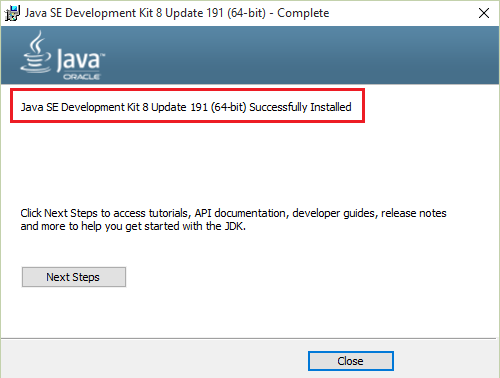 Java SE Development Kit 8 Update 191 (64-bit) - Complete
Java
ORACLE
Java SE Development Kit 8 Update 191 (64-bit) Successfully Installed
Click Next Steps to access tutorials, API documentation, developer guides, release notes
and more to help you get started with the JDK.
Next Steps
Close